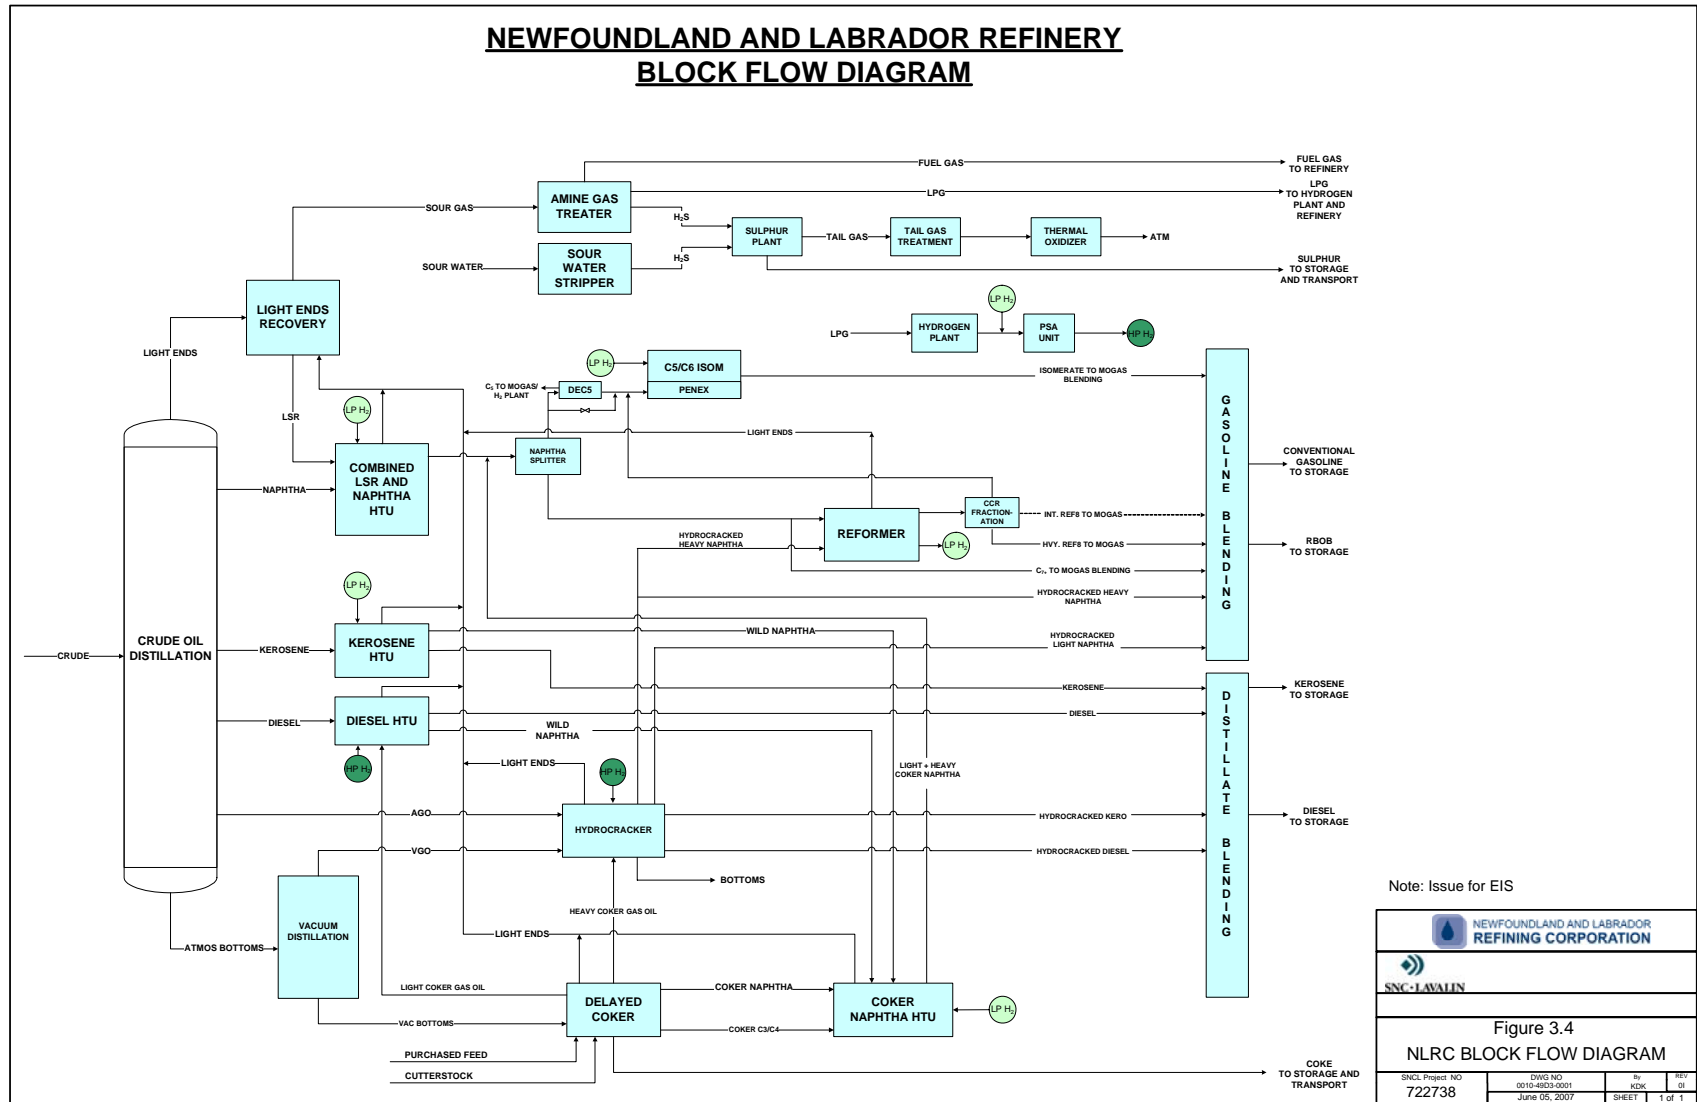 NEWFOUNDLAND AND LABRADOR REFINERY
BLOCK FLOW DIAGRAM
FUEL GAS
FUEL GAS
TO REFINERY
AMINE GAS
TREATER
LPG
LPG
TO HYDROGEN
PLANT AND
REFINERY
SOUR GAS
H₂S
SULPHUR
PLANT
TAIL GAS
TAIL GAS
TREATMENT
THERMAL
OXIDIZER
ATM
SOUR WATER
SOUR
WATER
STRIPPER
H₂S
SULPHUR
TO STORAGE
AND TRANSPORT
LIGHT ENDS
RECOVERY
LP H₂
LPG
HYDROGEN
PLANT
PSA
UNIT
HP H₂
LIGHT ENDS
LP H₂
C5/C6 ISOM
PENEX
ISOMERATE TO MOGAS
BLENDING
C₅ TO MOGAS/
H₂ PLANT
DEC5
LSR
LP H₂
LIGHT ENDS
GASOLINE BLENDING
CONVENTIONAL
GASOLINE
TO STORAGE
NAPHTHA
SPLITTER
COMBINED
LSR AND
NAPHTHA
HTU
NAPHTHA
CCR
FRACTION-
ATION
INT. REF8 TO MOGAS
REFORMER
HYDROCRACKED
HEAVY NAPHTHA
LP H₂
HVY. REF8 TO MOGAS
RBOB
TO STORAGE
C₇₊ TO MOGAS BLENDING
LP H₂
HYDROCRACKED HEAVY
NAPHTHA
WILD NAPHTHA
HYDROCRACKED
LIGHT NAPHTHA
CRUDE
CRUDE OIL
DISTILLATION
KEROSENE
KEROSENE
HTU
KEROSENE
KEROSENE
TO STORAGE
DIESEL
DIESEL HTU
DIESEL
WILD
NAPHTHA
DISTILLATE BLENDING
HP H₂
LIGHT ENDS
HP H₂
LIGHT + HEAVY
COKER NAPHTHA
AGO
HYDROCRACKER
HYDROCRACKED KERO
DIESEL
TO STORAGE
VGO
HYDROCRACKED DIESEL
BOTTOMS
Note: Issue for EIS
VACUUM
DISTILLATION
HEAVY COKER GAS OIL
ATMOS BOTTOMS
LIGHT ENDS
LIGHT COKER GAS OIL
DELAYED
COKER
COKER NAPHTHA
COKER
NAPHTHA HTU
LP H₂
VAC BOTTOMS
COKER C3/C4
PURCHASED FEED
CUTTERSTOCK
COKE
TO STORAGE AND
TRANSPORT
NEWFOUNDLAND AND LABRADOR
REFINING CORPORATION
SNC·LAVALIN
Figure 3.4
NLRC BLOCK FLOW DIAGRAM
SNCL Project NO
722738
DWG NO
0010-49D3-0001
June 05, 2007
By
KDK
REV
0I
SHEET
1 of 1